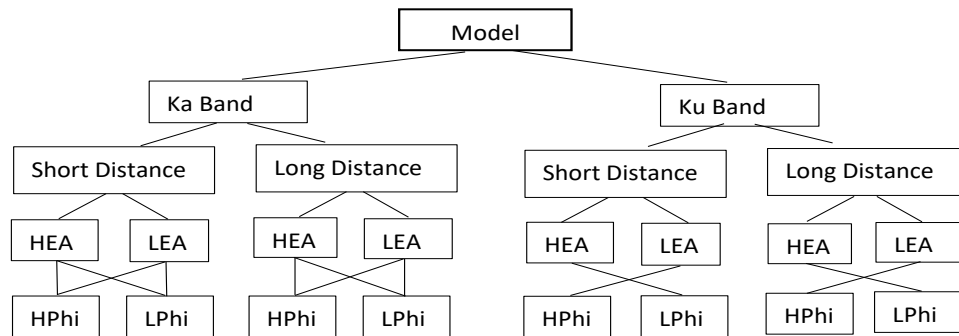 Model
Ka Band
Ku Band
Short Distance
Long Distance
Short Distance
Long Distance
HEA
LEA
HEA
LEA
HEA
LEA
HEA
LEA
HPhi
LPhi
HPhi
LPhi
HPhi
LPhi
HPhi
LPhi